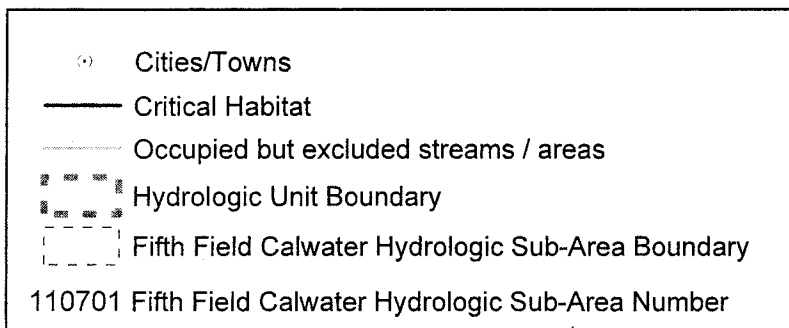 Cities/Towns
Critical Habitat
Occupied but excluded streams / areas
Hydrologic Unit Boundary
Fifth Field Calwater Hydrologic Sub-Area Boundary
110701 Fifth Field Calwater Hydrologic Sub-Area Number